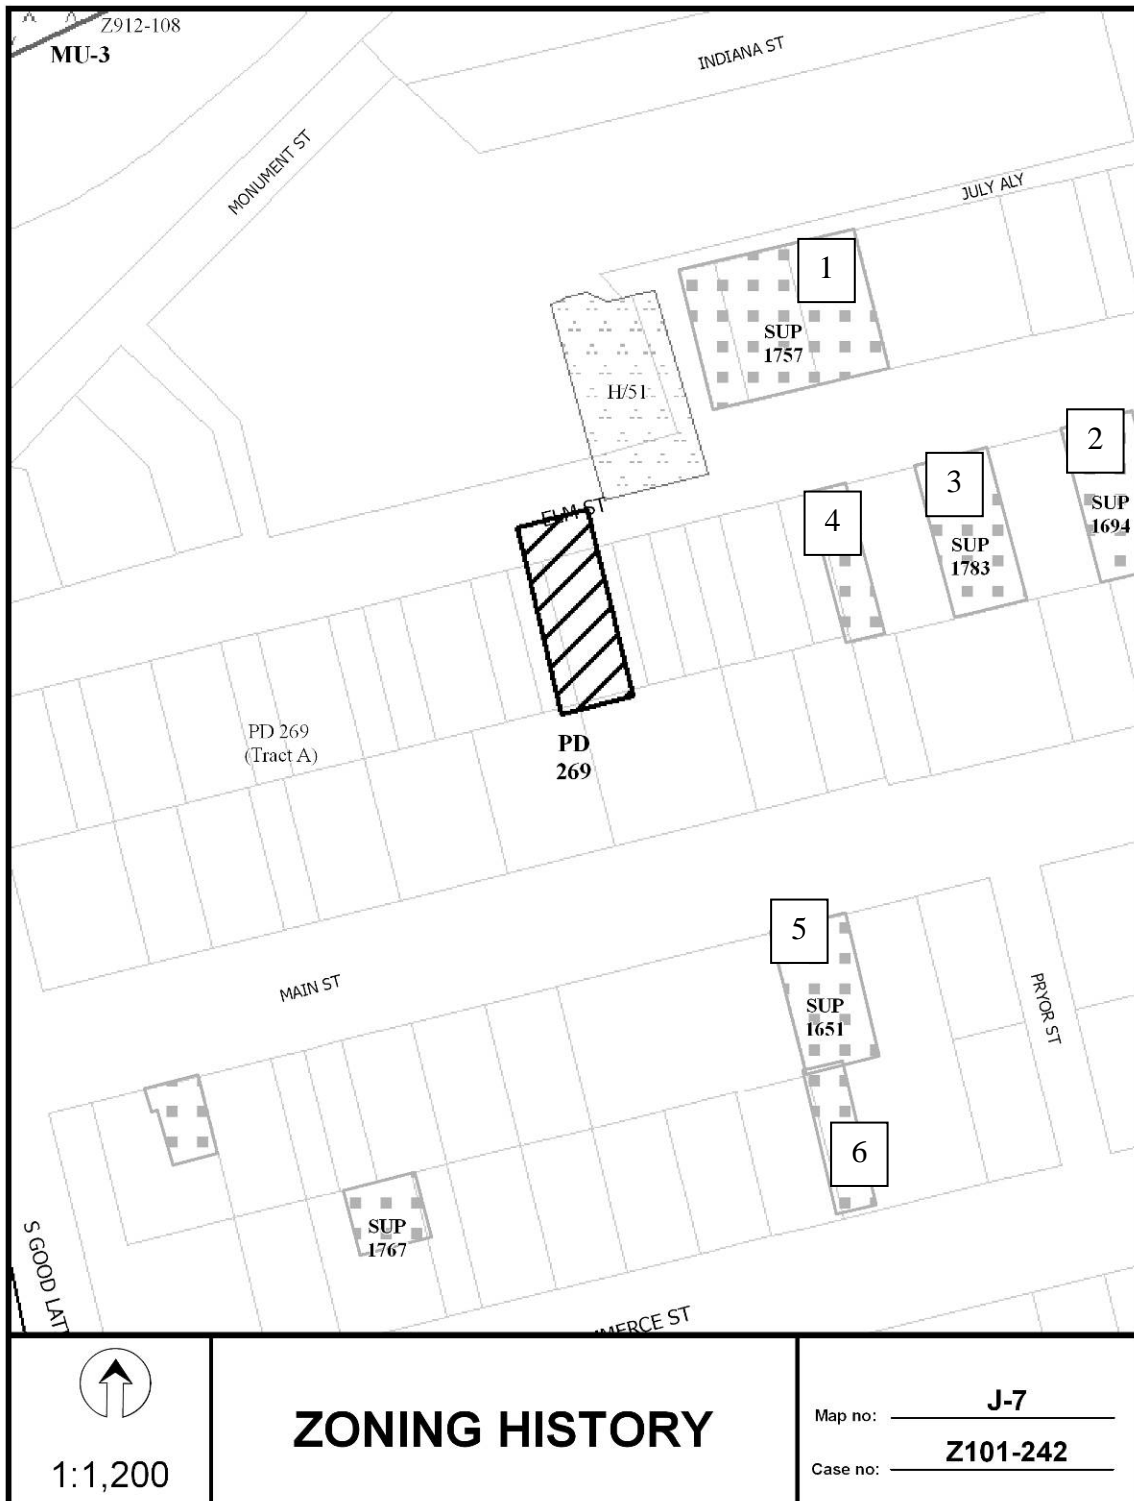 Z912-108
MU-3
INDIANA ST
MONUMENT ST
JULY ALY
1
SUP
1757
H/51
2
SUP
1694
3
SUP
1783
4
ELM ST
PD 269
(Tract A)
PD
269
5
SUP
1651
MAIN ST
PRYOR ST
6
SUP
1767
S GOOD LAT
MERCE ST
1:1,200
ZONING HISTORY
Map no: J-7
Case no: Z101-242